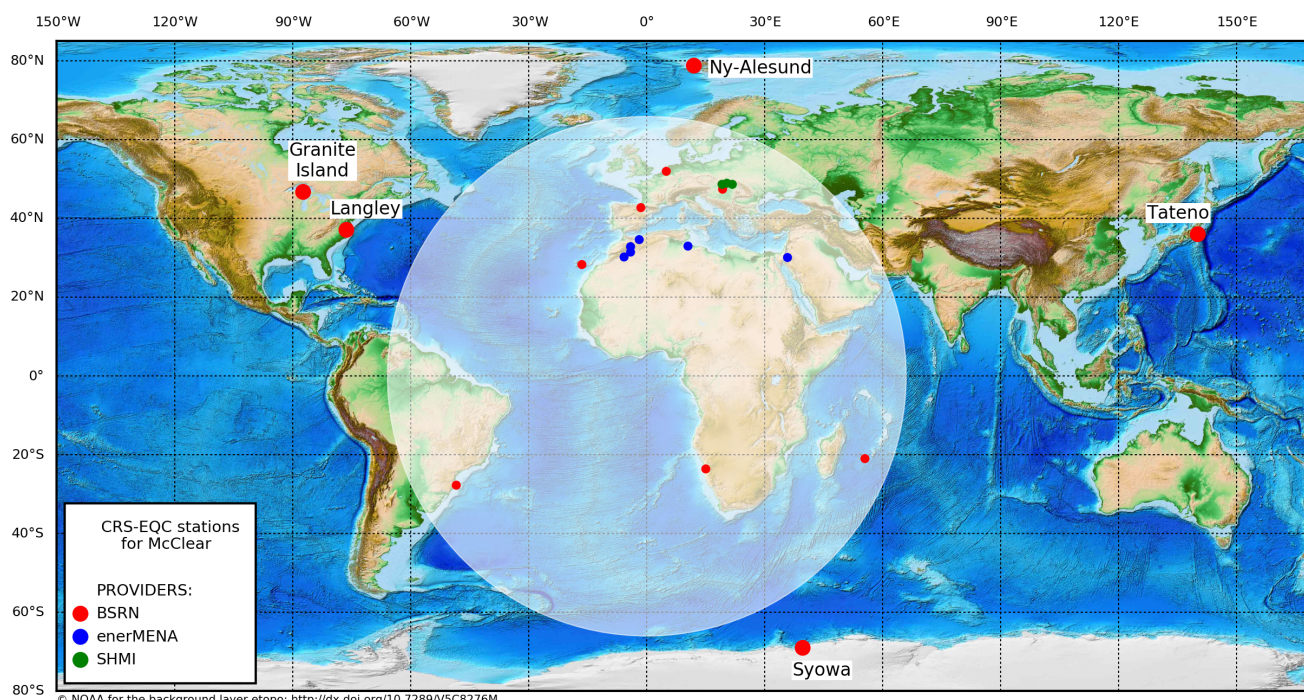 150°W 120°W 90°W 60°W 30°W 0° 30°E 60°E 90°E 120°E 150°E
80°N
Ny-Alesund
60°N
Granite
Island
40°N
Langley
Tateno
20°N
0°
20°S
40°S
60°S
80°S
CRS-EQC stations
for McClear
PROVIDERS:
BSRN
enerMENA
SHMI
Syowa
© NOAA for the background layer etopo: http://dx.doi.org/10.7289/V5C8276M